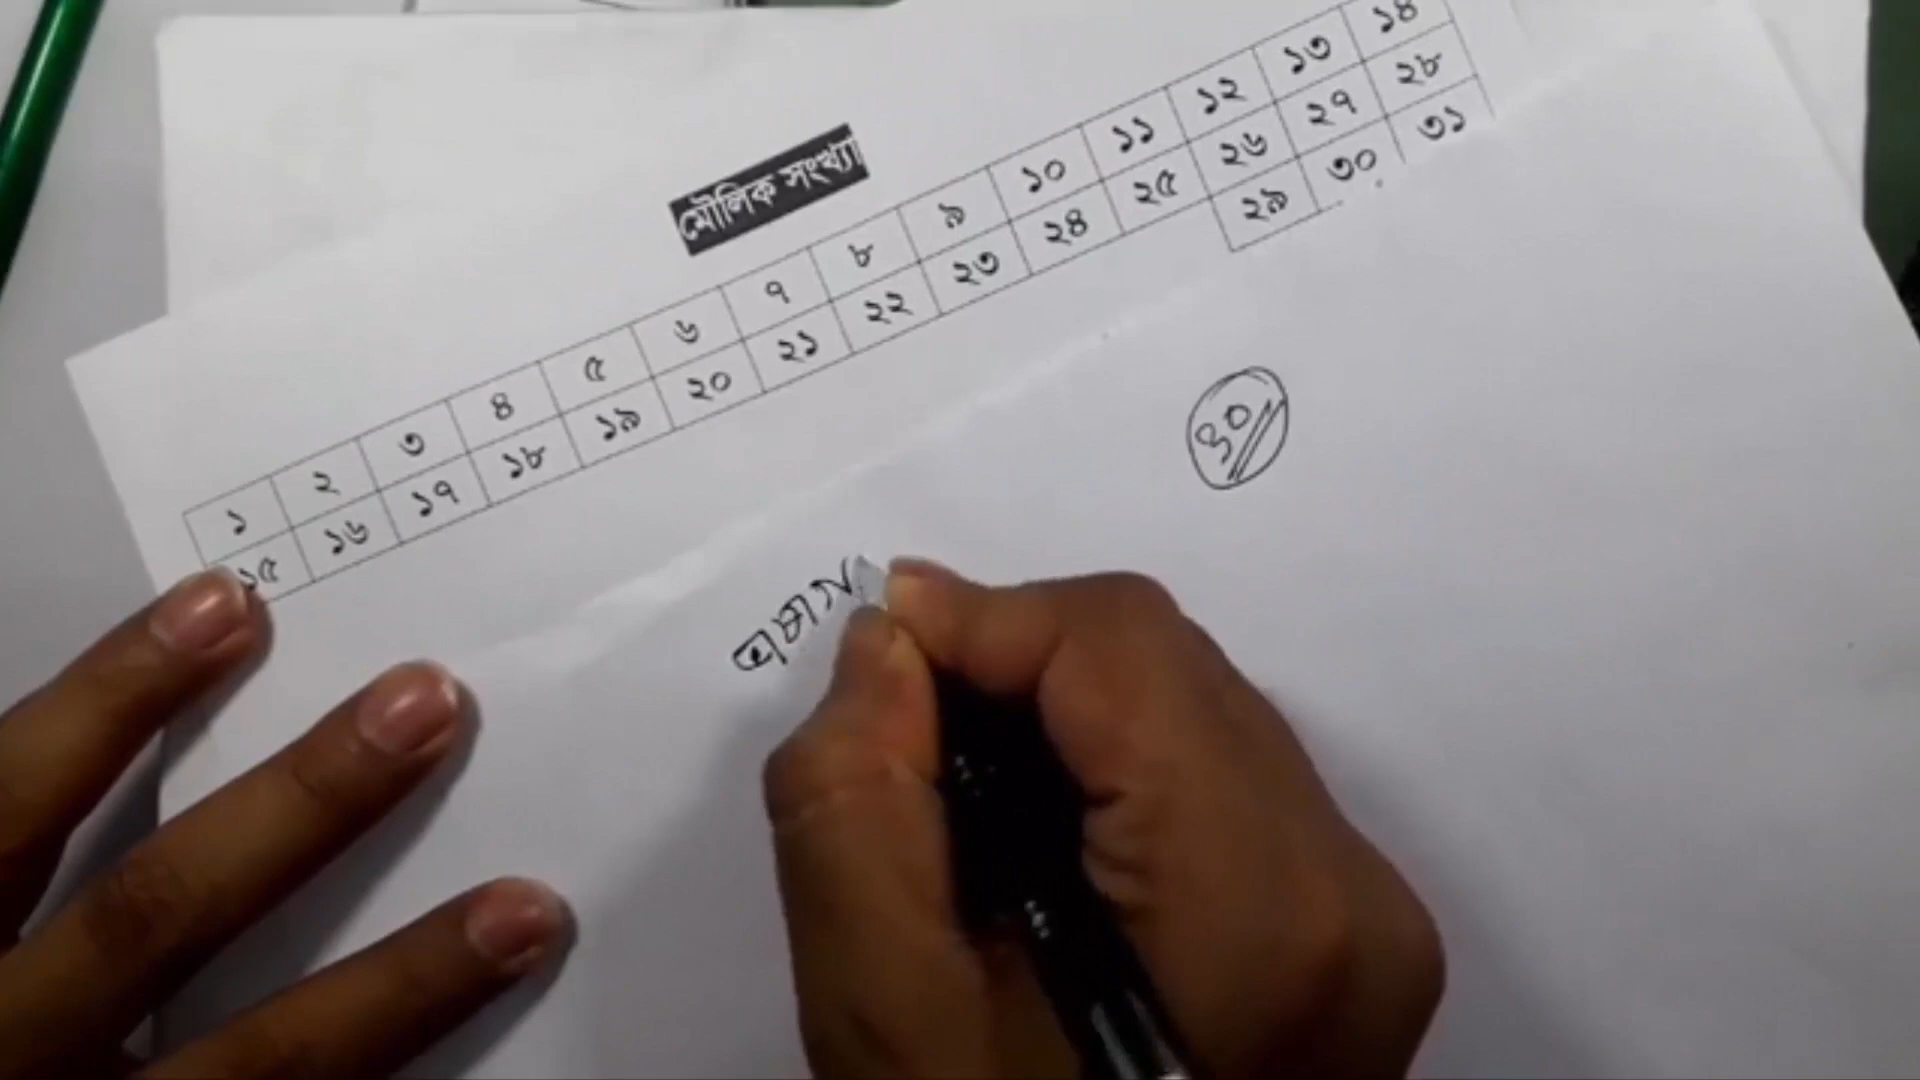 মৌলিক সংখ্যা
১ ২ ৩ ৪ ৫ ৬ ৭ ৮ ৯ ১০ ১১ ১২ ১৩ ১৪
১৫ ১৬ ১৭ ১৮ ১৯ ২০ ২১ ২২ ২৩ ২৪ ২৫ ২৬ ২৭ ২৮
২৯ ৩০ ৩১